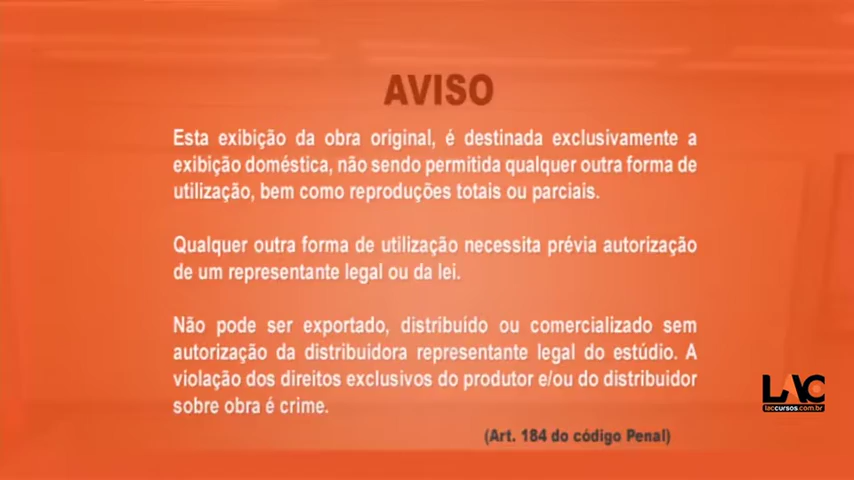 AVISO
Esta exibição da obra original, é destinada exclusivamente a
exibição doméstica, não sendo permitida qualquer outra forma de
utilização, bem como reproduções totais ou parciais.
Qualquer outra forma de utilização necessita prévia autorização
de um representante legal ou da lei.
Não pode ser exportado, distribuído ou comercializado sem
autorização da distribuidora representante legal do estúdio. A
violação dos direitos exclusivos do produtor e/ou do distribuidor
sobre obra é crime.
(Art. 184 do código Penal)
LAC
laccursos.com.br